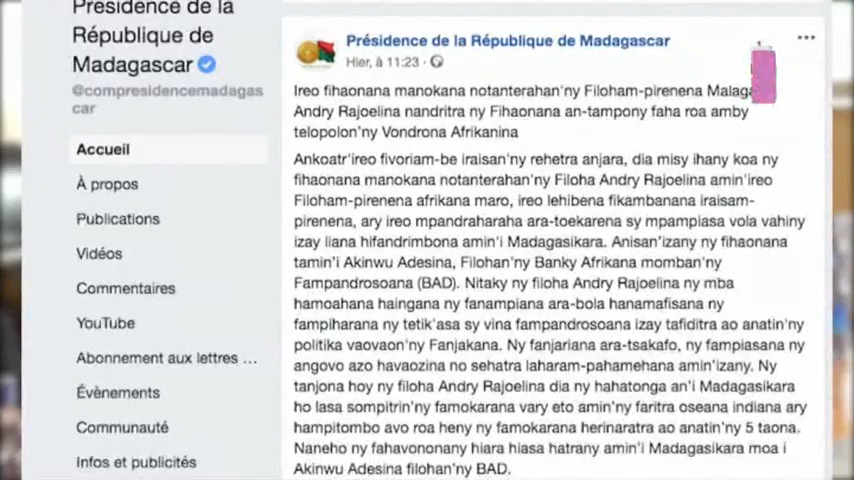 Présidence de la
République de
Madagascar
@compresidencemadagas
car
Accueil
À propos
Publications
Vidéos
Commentaires
YouTube
Abonnement aux lettres ...
Évènements
Communauté
Infos et publicités
Présidence de la République de Madagascar
Hier, à 11:23
Ireo fihaonana manokana notanterahan'ny Filoham-pirenena
Andry Rajoelina nandritra ny Fihaonana an-tampony faha roa amby
telopolon'ny Vondrona Afrikanina
Ankoatr'ireo fivoriam-be iraisan'ny rehetra anjara, dia misy ihany koa ny
fihaonana manokana notanterahan'ny Filoha Andry Rajoelina amin'ireo
Filoham-pirenena afrikana maro, ireo lehibena fikambanana iraisam-
pirenena, ary ireo mpandraharaha ara-toekarena sy mpampiasa vola vahiny
izay liana hifandrimbona amin'i Madagasikara. Anisan'izany ny fihaonana
tamin'i Akinwu Adesina, Filohan'ny Banky Afrikana momban'ny
Fampandrosoana (BAD). Nitaky ny filoha Andry Rajoelina ny mba
hamoahana haingana ny fanampiana ara-bola hanamafisana ny
fampiharana ny tetik'asa sy vina fampandrosoana izay tafiditra ao anatin'ny
politika vaovaon'ny Fanjakana. Ny fanjariana ara-tsakafo, ny fampiasana ny
angovo azo havaozina no sehatra laharam-pahamehana amin'izany. Ny
tanjona hoy ny filoha Andry Rajoelina dia ny hahatonga an'i Madagasikara
ho lasa sompitrin'ny famokarana vary eto amin'ny faritra oseana indiana ary
hampitombo avo roa heny ny famokarana herinaratra ao anatin'ny 5 taona.
Naneho ny fahavononany hiara hiasa hatrany amin'i Madagasikara moa i
Akinwu Adesina filohan'ny BAD.